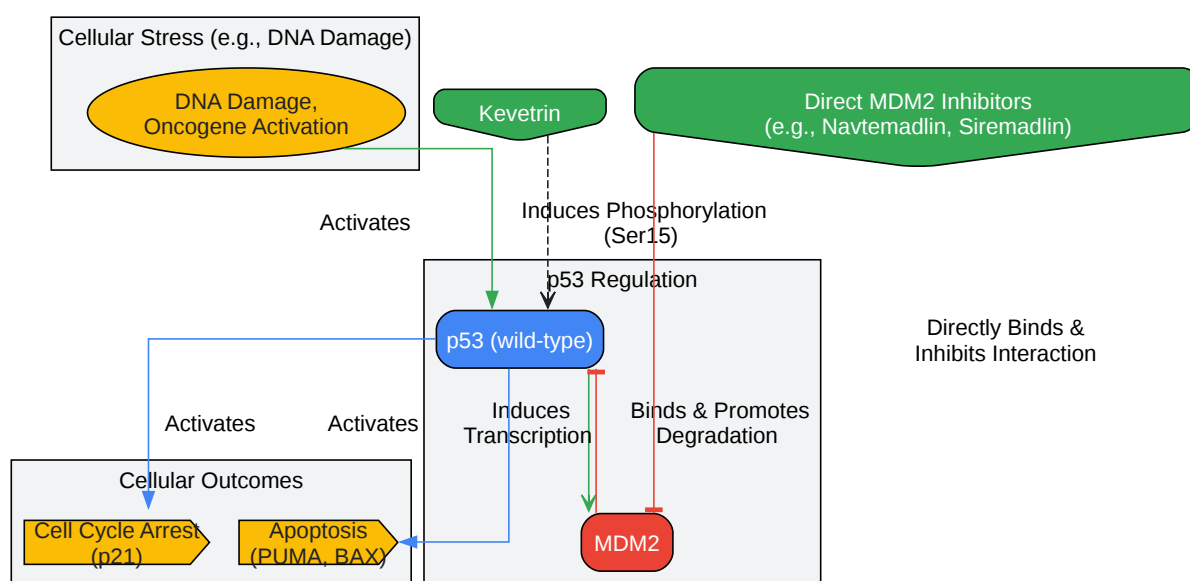 Cellular Stress (e.g., DNA Damage)
DNA Damage,
Oncogene Activation
Kevetrin
Direct MDM2 Inhibitors
(e.g., Navtemadlin, Siremadlin)
Activates
Induces Phosphorylation
(Ser15)
p53 Regulation
p53 (wild-type)
Directly Binds &
Inhibits Interaction
Activates
Activates
Induces
Transcription
Binds & Promotes
Degradation
Cellular Outcomes
Cell Cycle Arrest
(p21)
Apoptosis
(PUMA, BAX)
MDM2